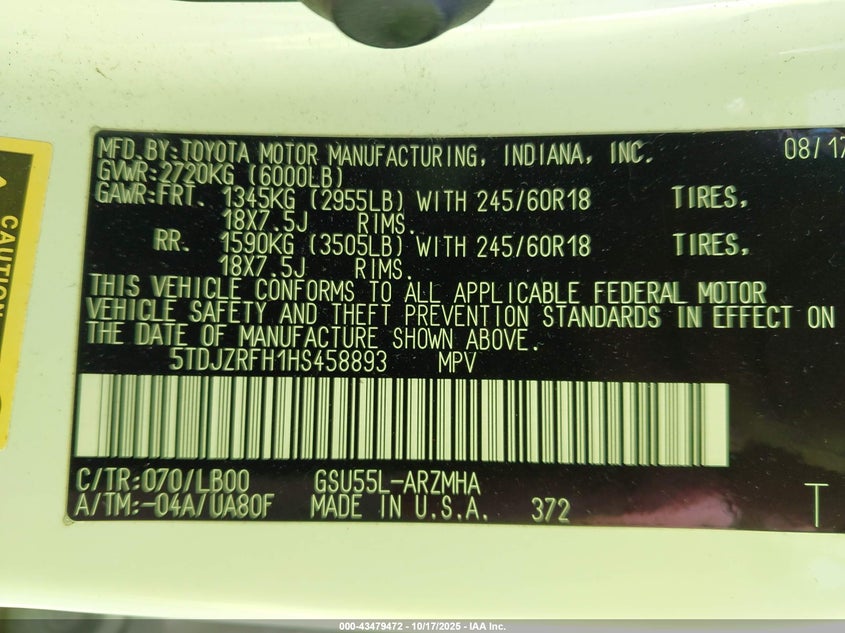 MFD.BY:TOYOTA MOTOR MANUFACTURING, INDIANA, INC. 08/17
GVWR:2720KG (6000LB)
GAWR:FRT. 1345KG (2955LB) WITH 245/60R18 TIRES,
18X7.5J RIMS.
RR. 1590KG (3505LB) WITH 245/60R18 TIRES,
18X7.5J RIMS.
THIS VEHICLE CONFORMS TO ALL APPLICABLE FEDERAL MOTOR
VEHICLE SAFETY AND THEFT PREVENTION STANDARDS IN EFFECT ON
THE DATE OF MANUFACTURE SHOWN ABOVE.
5TDJZRFH1HS458893 MPV
C/TR:070/LB00 GSU55L-ARZMHA
A/TM:-04A/UA80F MADE IN U.S.A. 372 T
CAUTION
000-43479472 - 10/17/2025 - IAA Inc.